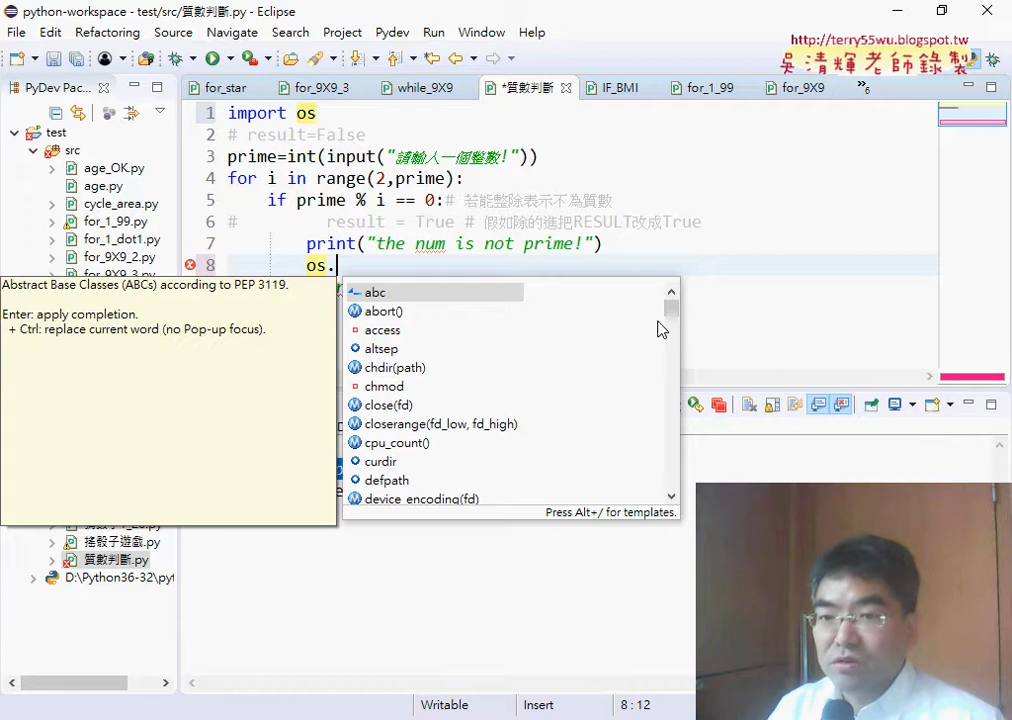 python-workspace - test/src/質數判斷.py - Eclipse
File Edit Refactoring Source Navigate Search Project Pydev Run Window Help
http://terry55wu.blogspot.tw
吳清輝老師錄製
PyDev Pac...
for_star
for_9X9_3
while_9X9
*質數判斷
IF_BMI
for_1_99
for_9X9
»6
test
src
age_OK.py
age.py
cycle_area.py
for_1_99.py
for_1_dot1.py
for_9X9_2.py
for_9X9_3.py
1 import os
2 # result=False
3 prime=int(input("請輸入一個整數!"))
4 for i in range(2,prime):
5 if prime % i == 0:# 若能整除表示不為質數
6 # result = True # 假如除的進把RESULT改成True
7 print("the num is not prime!")
8 os.
Abstract Base Classes (ABCs) according to PEP 3119.
Enter: apply completion.
+ Ctrl: replace current word (no Pop-up focus).
abc
abort()
access
altsep
chdir(path)
chmod
close(fd)
closerange(fd_low, fd_high)
cpu_count()
curdir
defpath
device_encoding(fd)
Press Alt+/ for templates.
搖骰子遊戲.py
質數判斷.py
D:\Python36-32\pyt
Writable
Insert
8 : 12